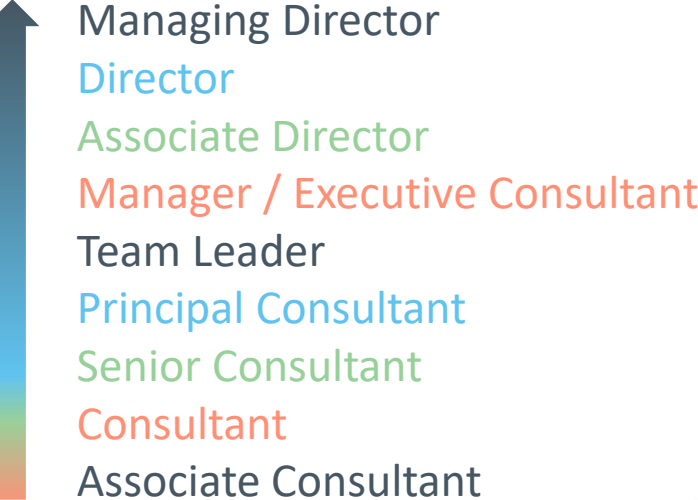 Managing Director
Director
Associate Director
Manager / Executive Consultant
Team Leader
Principal Consultant
Senior Consultant
Consultant
Associate Consultant